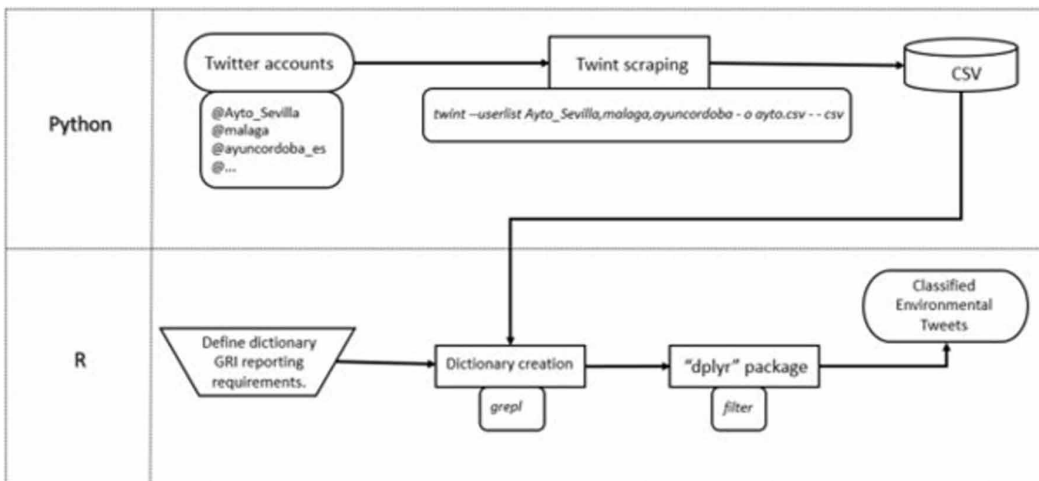 Python
Twitter accounts
@Ayto_Sevilla
@malaga
@ayuncordoba_es
@...
Twint scraping
twint --userlist Ayto_Sevilla,malaga,ayuncordoba - o ayto.csv - - csv
CSV
R
Define dictionary
GRI reporting
requirements.
Dictionary creation
grepl
"dplyr" package
filter
Classified
Environmental
Tweets